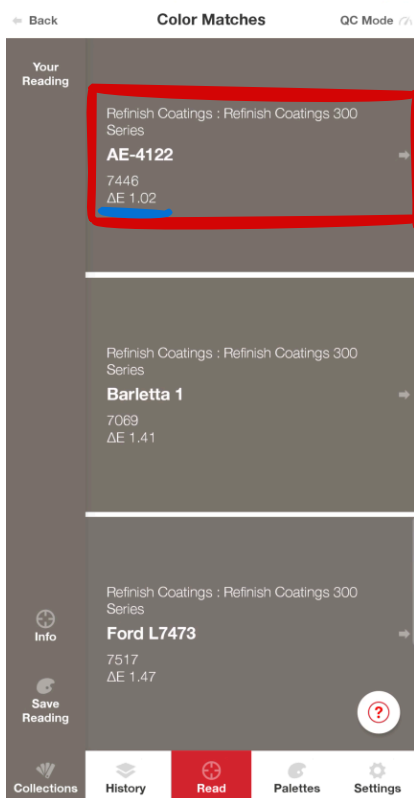 Back
Color Matches
QC Mode
Your
Reading
Refinish Coatings : Refinish Coatings 300
Series
AE-4122
7446
ΔE 1.02
Refinish Coatings : Refinish Coatings 300
Series
Barletta 1
7069
ΔE 1.41
Refinish Coatings : Refinish Coatings 300
Series
Ford L7473
7517
ΔE 1.47
Info
Save
Reading
?
Collections
History
Read
Palettes
Settings